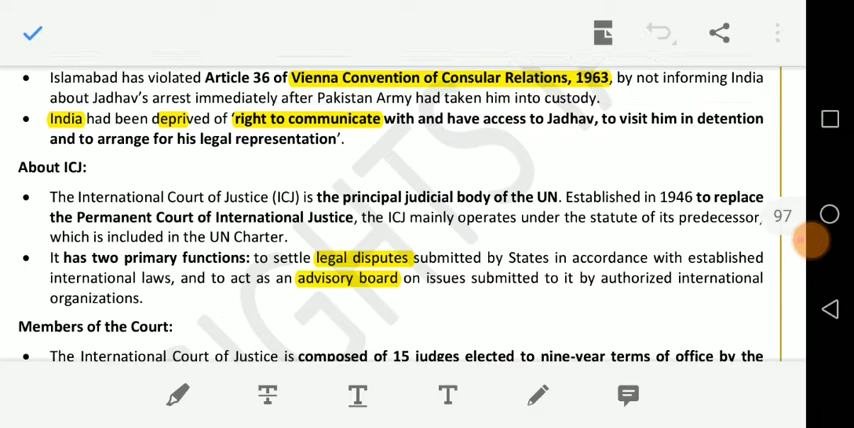 • Islamabad has violated Article 36 of Vienna Convention of Consular Relations, 1963, by not informing India
about Jadhav's arrest immediately after Pakistan Army had taken him into custody.
• India had been deprived of 'right to communicate with and have access to Jadhav, to visit him in detention
and to arrange for his legal representation'.
About ICJ:
• The International Court of Justice (ICJ) is the principal judicial body of the UN. Established in 1946 to replace
the Permanent Court of International Justice, the ICJ mainly operates under the statute of its predecessor,
which is included in the UN Charter.
97
• It has two primary functions: to settle legal disputes submitted by States in accordance with established
international laws, and to act as an advisory board on issues submitted to it by authorized international
organizations.
Members of the Court:
• The International Court of Justice is composed of 15 judges elected to nine-year terms of office by the